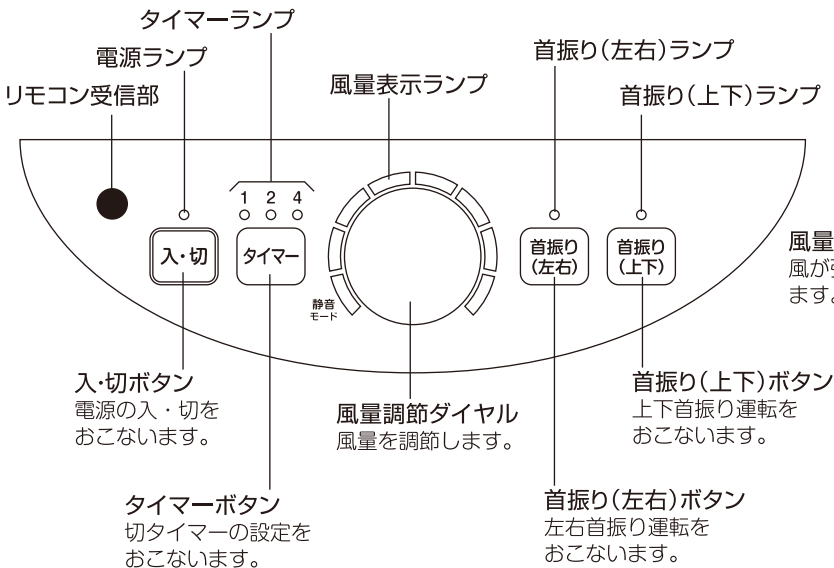 タイマーランプ
電源ランプ
リモコン受信部
風量表示ランプ
首振り（左右）ランプ
首振り（上下）ランプ
1 2 4
入・切
タイマー
静音
モード
首振り
（左右）
首振り
（上下）
風量
風が
ます。
入・切ボタン
電源の入・切を
おこないます。
タイマーボタン
切タイマーの設定を
おこないます。
風量調節ダイヤル
風量を調節します。
首振り（左右）ボタン
左右首振り運転を
おこないます。
首振り（上下）ボタン
上下首振り運転を
おこないます。